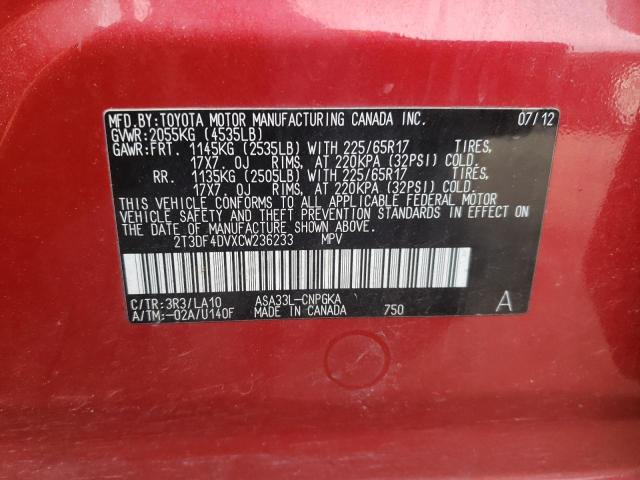 MFD.BY:TOYOTA MOTOR MANUFACTURING CANADA INC. 07/12
GVWR:2055KG (4535LB)
GAWR:FRT. 1145KG (2535LB) WITH 225/65R17 TIRES,
17X7. 0J RIMS, AT 220KPA (32PSI) COLD.
RR. 1135KG (2505LB) WITH 225/65R17 TIRES,
17X7. 0J RIMS, AT 220KPA (32PSI) COLD.
THIS VEHICLE CONFORMS TO ALL APPLICABLE FEDERAL MOTOR
VEHICLE SAFETY AND THEFT PREVENTION STANDARDS IN EFFECT ON
THE DATE OF MANUFACTURE SHOWN ABOVE.
2T3DF4DVXCW236233 MPV
C/TR:3R3/LA10 ASA33L-CNPGKA A
A/TM:-02A/U140F MADE IN CANADA 750